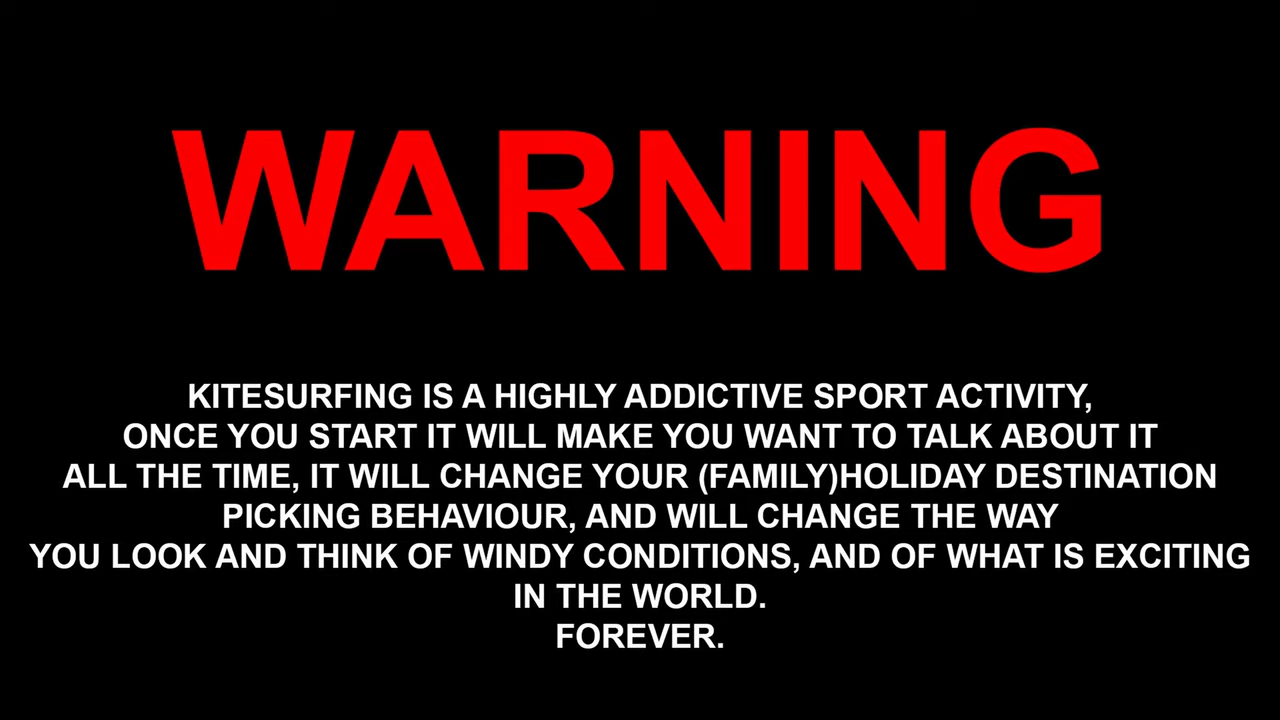 WARNING
KITESURFING IS A HIGHLY ADDICTIVE SPORT ACTIVITY,
ONCE YOU START IT WILL MAKE YOU WANT TO TALK ABOUT IT
ALL THE TIME, IT WILL CHANGE YOUR (FAMILY)HOLIDAY DESTINATION
PICKING BEHAVIOUR, AND WILL CHANGE THE WAY
YOU LOOK AND THINK OF WINDY CONDITIONS, AND OF WHAT IS EXCITING
IN THE WORLD.
FOREVER.